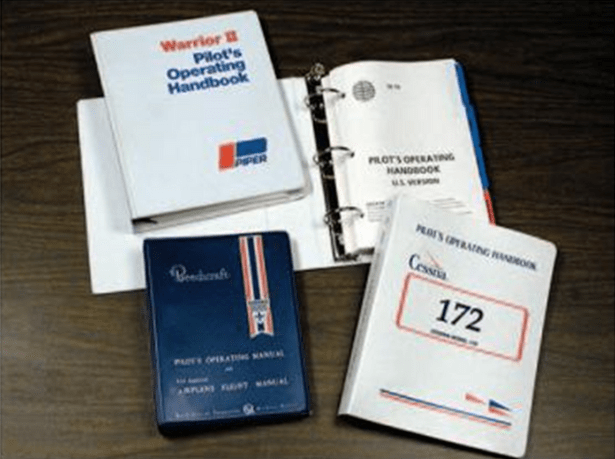 Warrior II
Pilot's
Operating
Handbook
PIPER
PILOT'S OPERATING
HANDBOOK
U.S. VERSION
Beechcraft
PILOT'S OPERATING MANUAL
AIRPLANE FLIGHT MANUAL
PILOT'S OPERATING HANDBOOK
Cessna
172